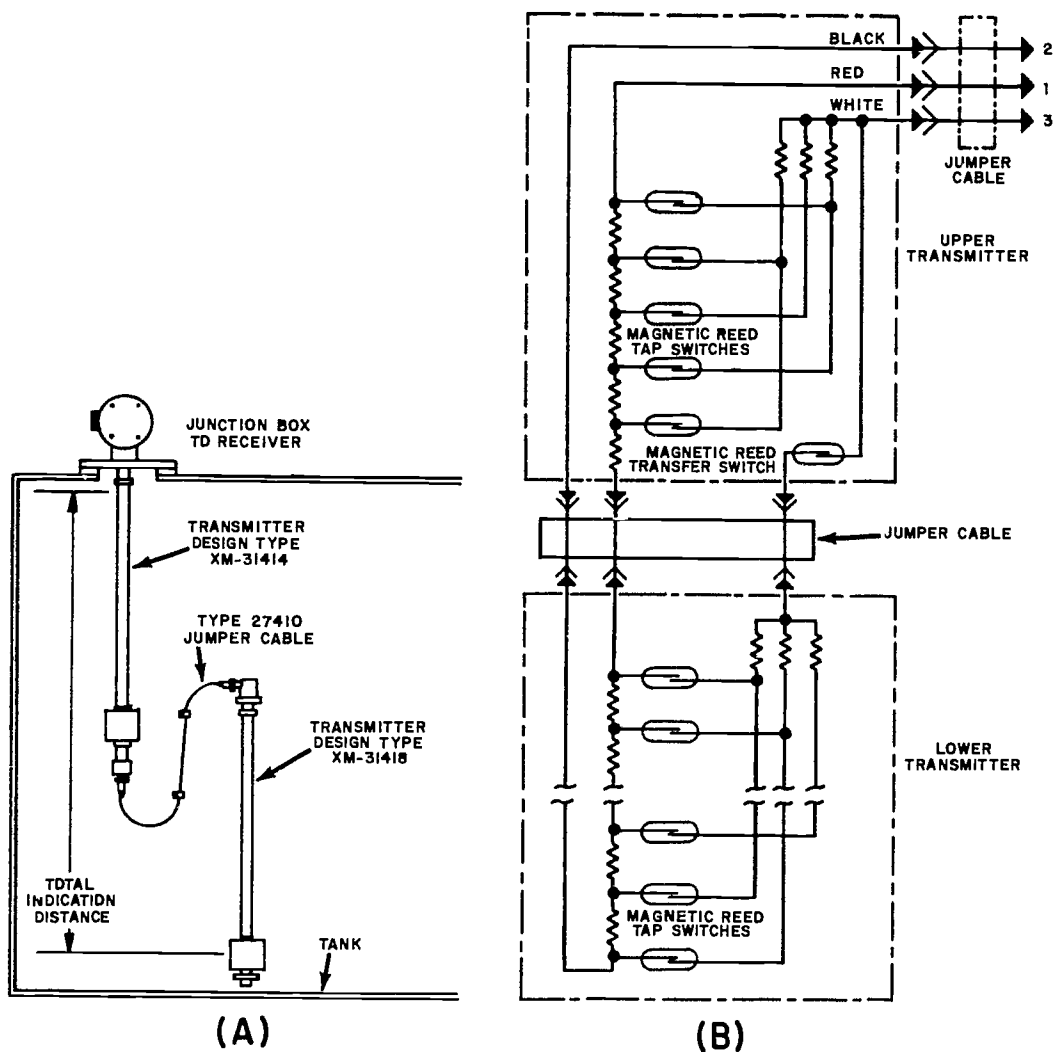 JUNCTION BOX
TD RECEIVER
TRANSMITTER
DESIGN TYPE
XM-31414
TYPE 27410
JUMPER CABLE
TRANSMITTER
DESIGN TYPE
XM-31418
TDTAL
INDICATION
DISTANCE
TANK
(A)
BLACK
2
RED
1
WHITE
3
JUMPER
CABLE
UPPER
TRANSMITTER
MAGNETIC REED
TAP SWITCHES
MAGNETIC REED
TRANSFER SWITCH
JUMPER CABLE
LOWER
TRANSMITTER
MAGNETIC REED
TAP SWITCHES
(B)